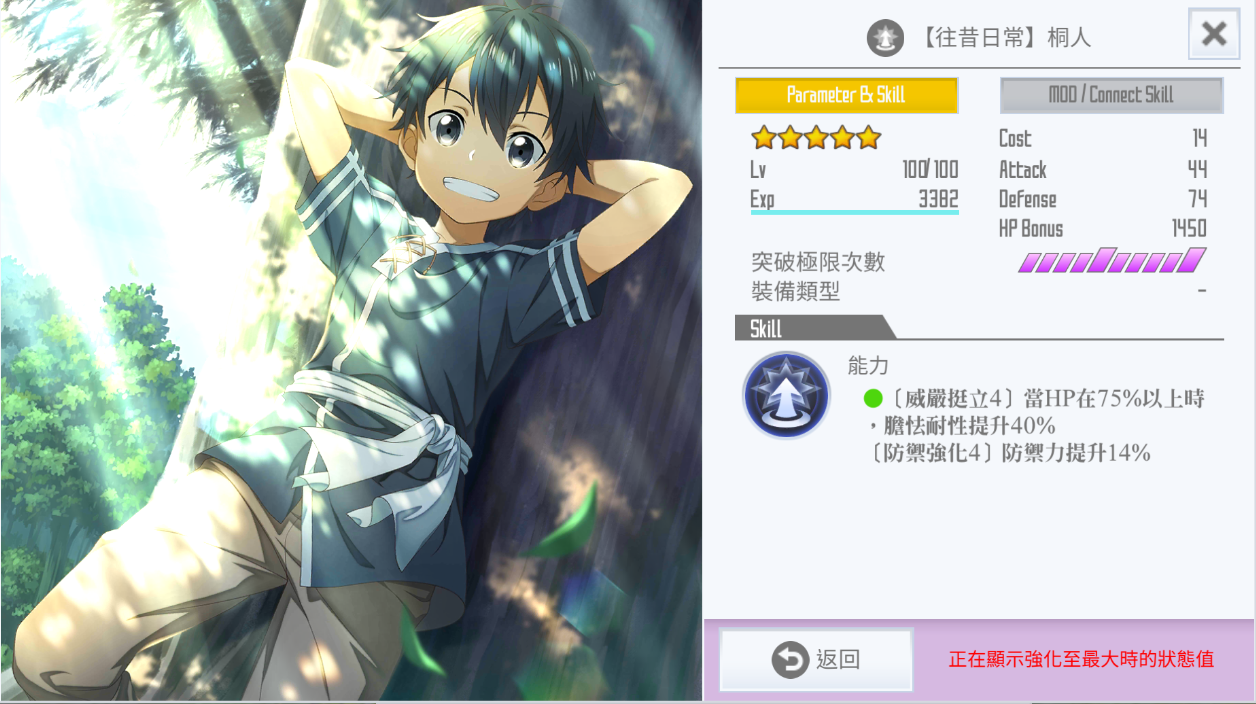 【往昔日常】桐人
Parameter & Skill
MOD / Connect Skill
Lv 100/100
Exp 3382
Cost 14
Attack 44
Defense 74
HP Bonus 1450
突破極限次數
裝備類型 -
Skill
能力
〔威嚴挺立4〕當HP在75%以上時
，膽怯耐性提升40%
〔防禦強化4〕防禦力提升14%
返回
正在顯示強化至最大時的狀態值